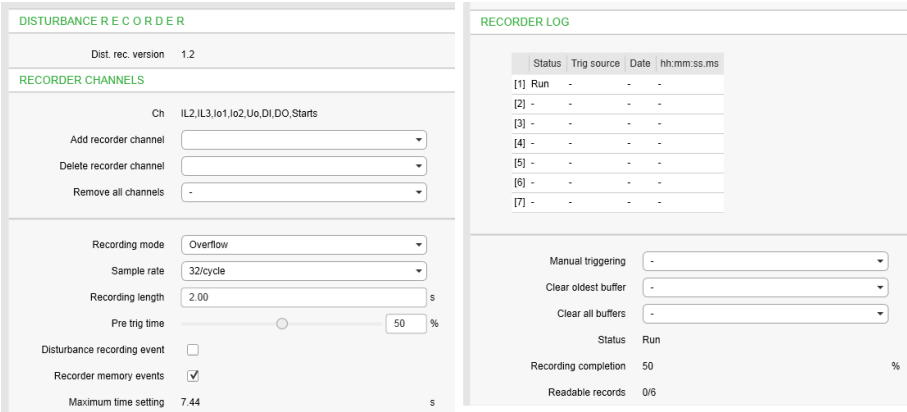 DISTURBANCE R E C O R D E R
Dist. rec. version 1.2
RECORDER CHANNELS
Ch IL2,IL3,Io1,Io2,Uo,DI,DO,Starts
Add recorder channel
Delete recorder channel
Remove all channels -
Recording mode Overflow
Sample rate 32/cycle
Recording length 2.00 s
Pre trig time 50 %
Disturbance recording event
Recorder memory events
Maximum time setting 7.44 s
RECORDER LOG
Status Trig source Date hh:mm:ss.ms
[1] Run - - -
[2] - - - -
[3] - - - -
[4] - - - -
[5] - - - -
[6] - - - -
[7] - - - -
Manual triggering -
Clear oldest buffer -
Clear all buffers -
Status Run
Recording completion 50 %
Readable records 0/6